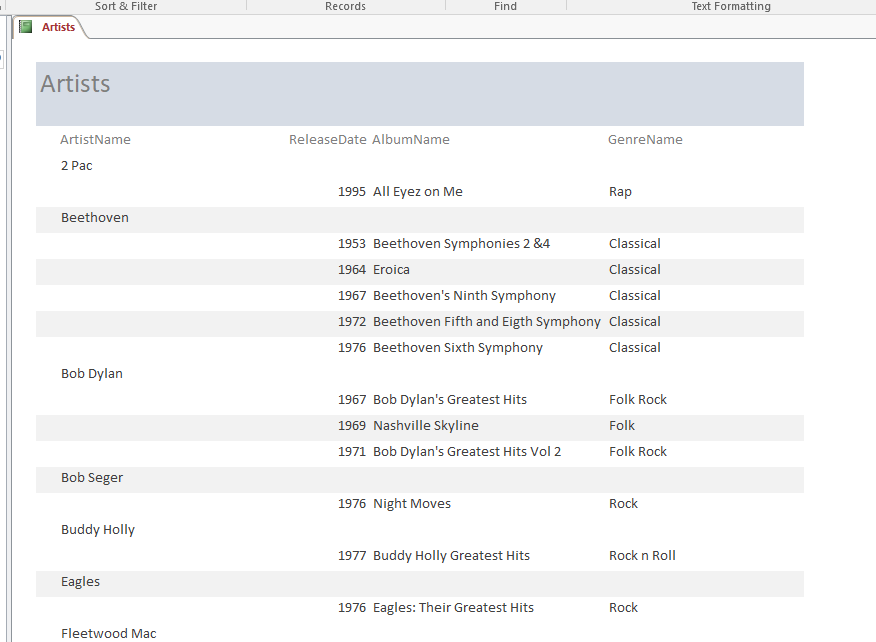 Sort & Filter Records Find Text Formatting
Artists
Artists
ArtistName ReleaseDate AlbumName GenreName
2 Pac
1995 All Eyez on Me Rap
Beethoven
1953 Beethoven Symphonies 2 &4 Classical
1964 Eroica Classical
1967 Beethoven's Ninth Symphony Classical
1972 Beethoven Fifth and Eigth Symphony Classical
1976 Beethoven Sixth Symphony Classical
Bob Dylan
1967 Bob Dylan's Greatest Hits Folk Rock
1969 Nashville Skyline Folk
1971 Bob Dylan's Greatest Hits Vol 2 Folk Rock
Bob Seger
1976 Night Moves Rock
Buddy Holly
1977 Buddy Holly Greatest Hits Rock n Roll
Eagles
1976 Eagles: Their Greatest Hits Rock
Fleetwood Mac